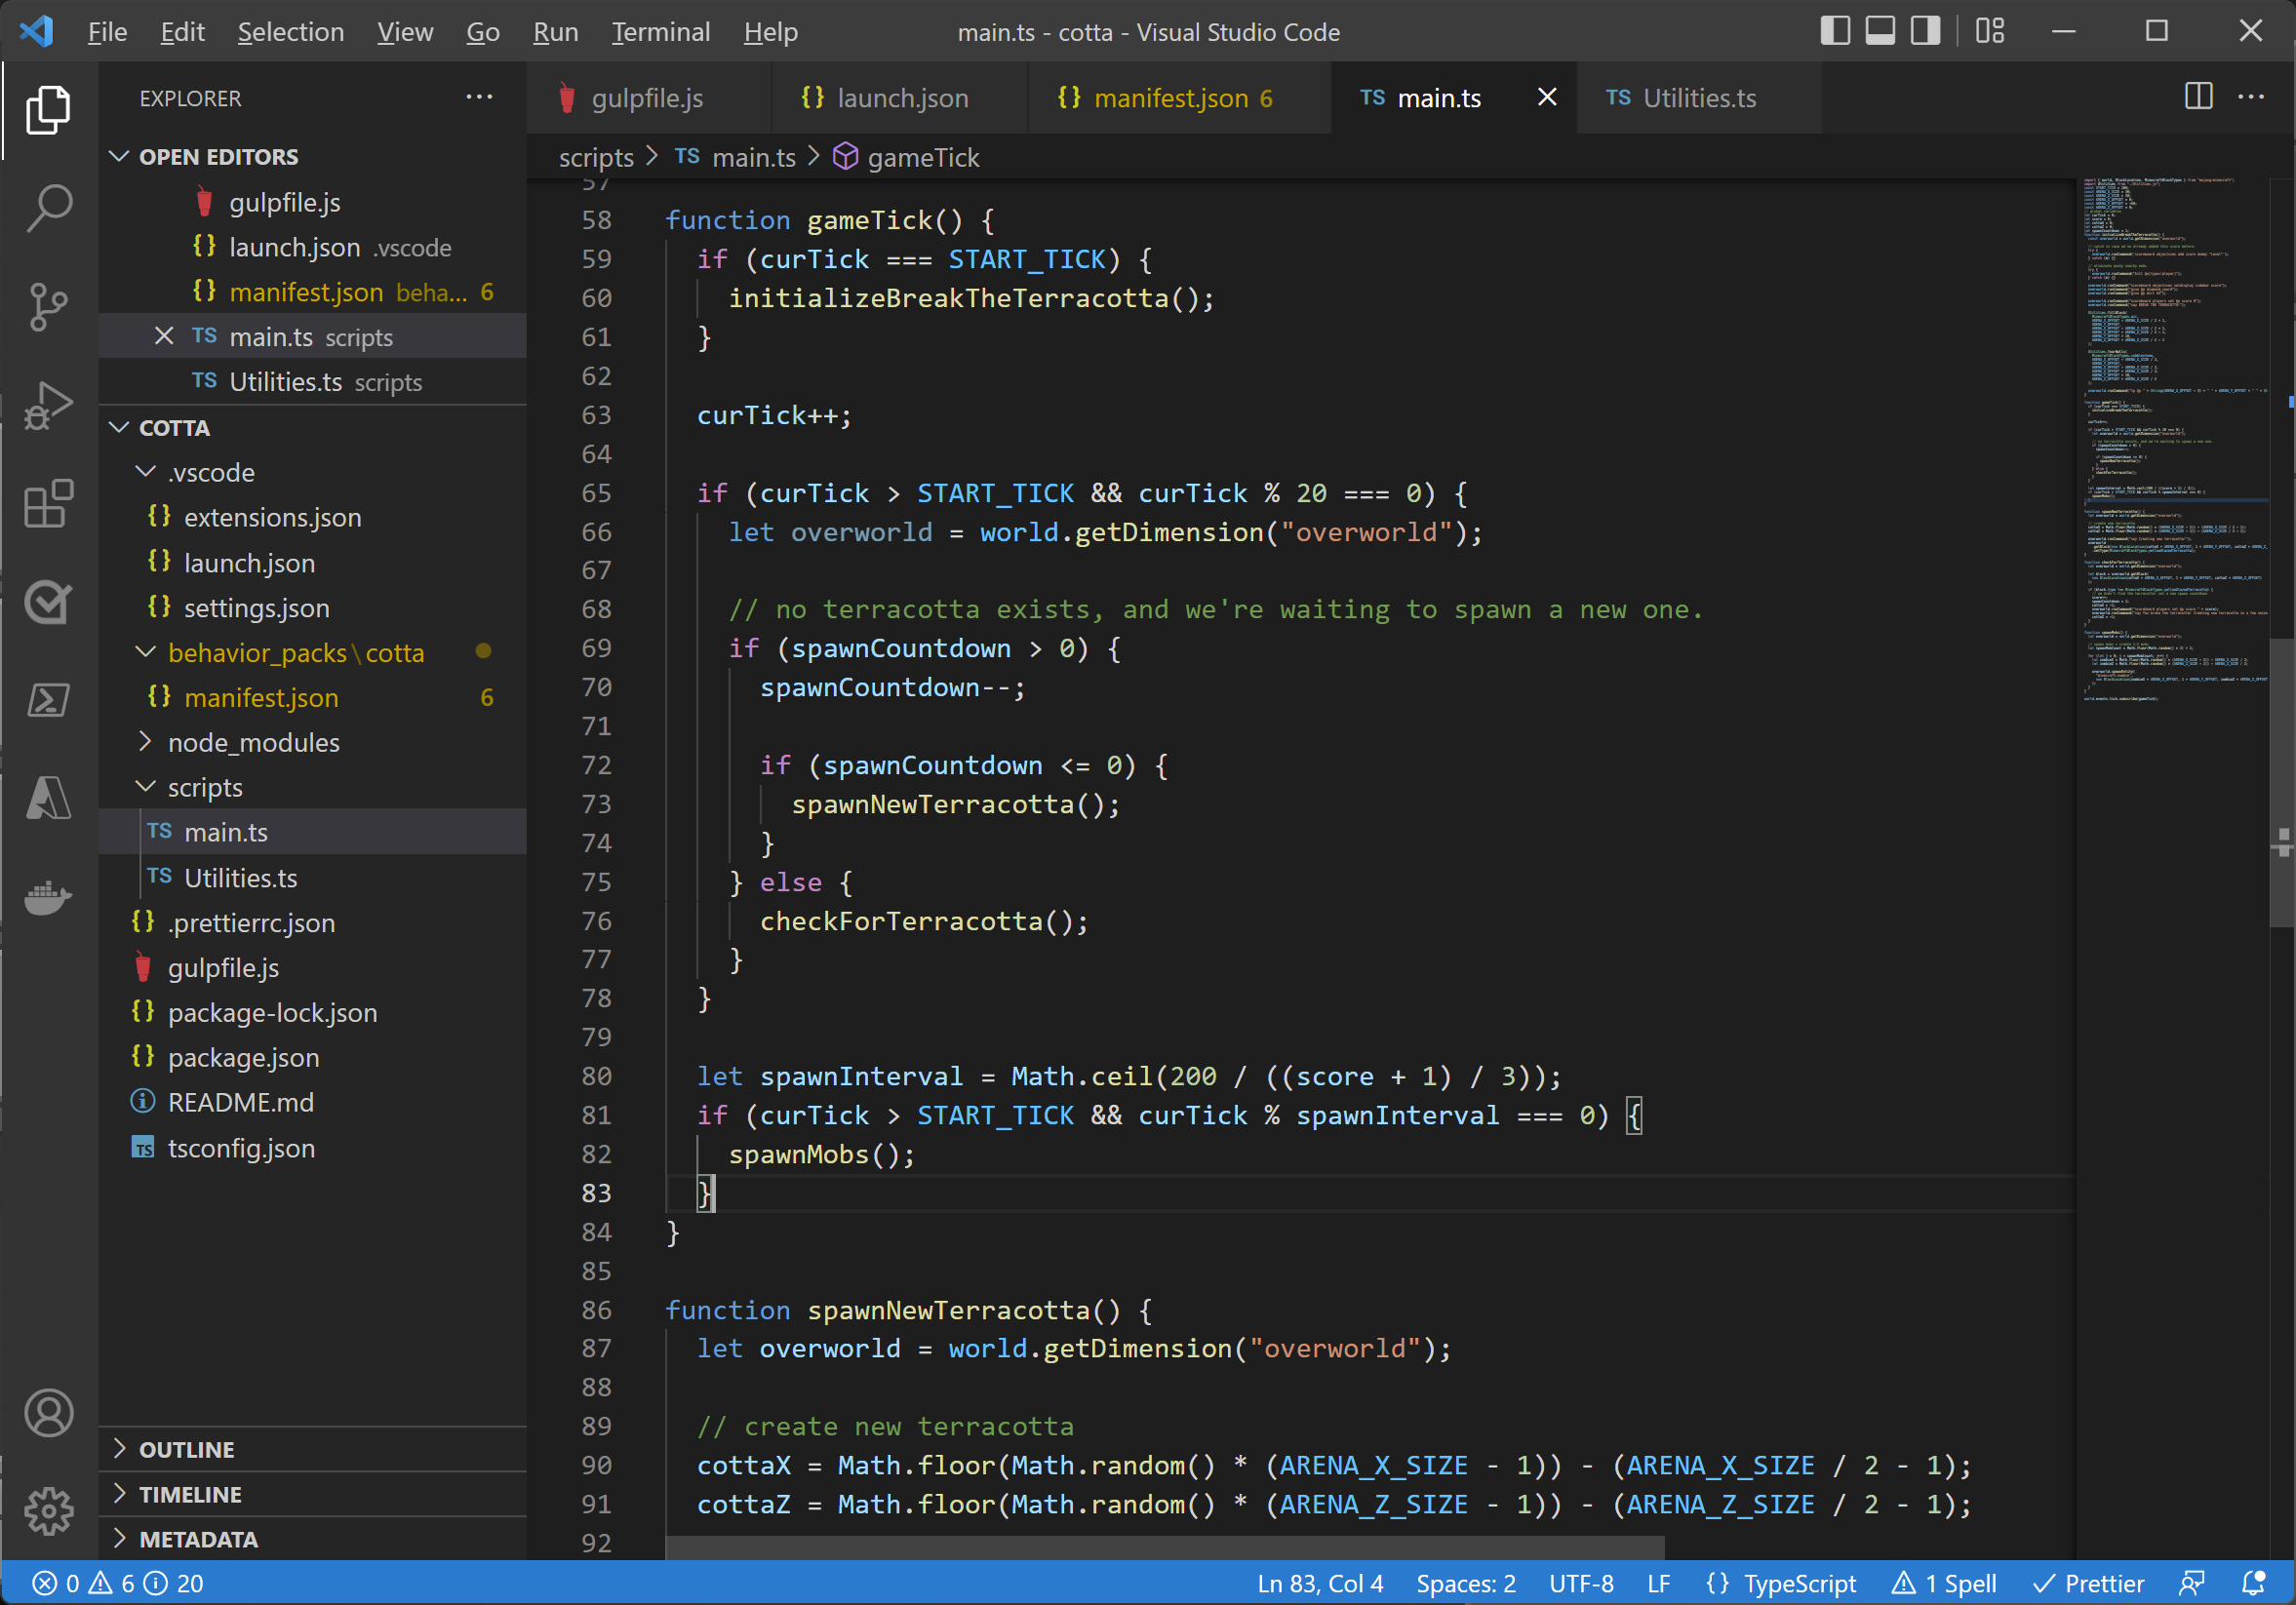 File Edit Selection View Go Run Terminal Help
main.ts - cotta - Visual Studio Code
EXPLORER
OPEN EDITORS
gulpfile.js
launch.json .vscode
manifest.json beha... 6
TS main.ts scripts
TS Utilities.ts scripts
COTTA
.vscode
{} extensions.json
{} launch.json
{} settings.json
behavior_packs\cotta
{} manifest.json 6
node_modules
scripts
TS main.ts
TS Utilities.ts
{} .prettierrc.json
gulpfile.js
{} package-lock.json
{} package.json
README.md
TS tsconfig.json
OUTLINE
TIMELINE
METADATA
gulpfile.js {} launch.json {} manifest.json 6 TS main.ts TS Utilities.ts
scripts > TS main.ts > gameTick
57
58 function gameTick() {
59 if (curTick === START_TICK) {
60 initializeBreakTheTerracotta();
61 }
62
63 curTick++;
64
65 if (curTick > START_TICK && curTick % 20 === 0) {
66 let overworld = world.getDimension("overworld");
67
68 // no terracotta exists, and we're waiting to spawn a new one.
69 if (spawnCountdown > 0) {
70 spawnCountdown--;
71
72 if (spawnCountdown <= 0) {
73 spawnNewTerracotta();
74 }
75 } else {
76 checkForTerracotta();
77 }
78 }
79
80 let spawnInterval = Math.ceil(200 / ((score + 1) / 3));
81 if (curTick > START_TICK && curTick % spawnInterval === 0) {
82 spawnMobs();
83 }
84 }
85
86 function spawnNewTerracotta() {
87 let overworld = world.getDimension("overworld");
88
89 // create new terracotta
90 cottaX = Math.floor(Math.random() * (ARENA_X_SIZE - 1)) - (ARENA_X_SIZE / 2 - 1);
91 cottaZ = Math.floor(Math.random() * (ARENA_Z_SIZE - 1)) - (ARENA_Z_SIZE / 2 - 1);
92
0 6 20 Ln 83, Col 4 Spaces: 2 UTF-8 LF {} TypeScript 1 Spell Prettier